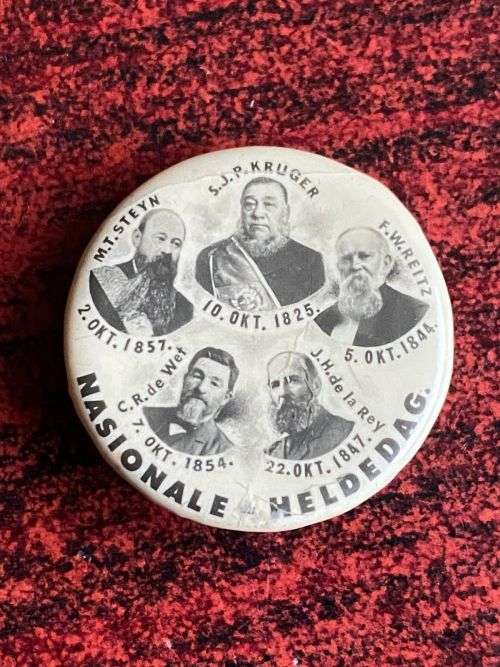 S.J.P. KRUGER
10. OKT. 1825.
M.T. STEYN
2. OKT. 1857.
F.W. REITZ
5. OKT. 1844.
C.R. de Wet
7. OKT. 1854.
J.H. de la Rey
22. OKT. 1847.
NASIONALE HELDEDAG.